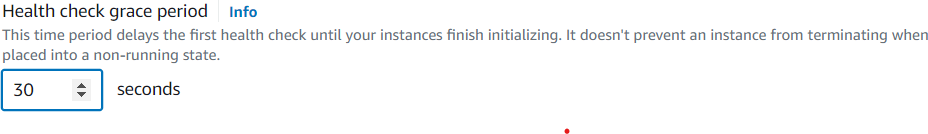 Health check grace period Info
This time period delays the first health check until your instances finish initializing. It doesn't prevent an instance from terminating when
placed into a non-running state.
30 seconds